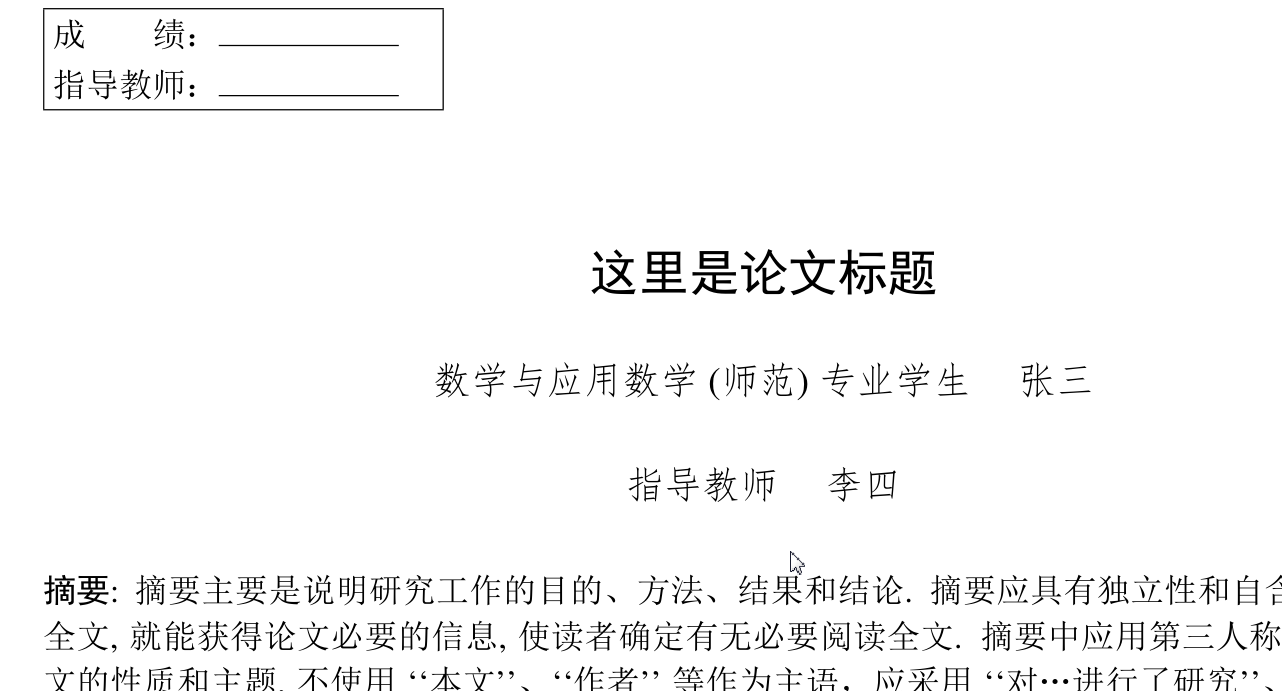 成　　绩：
指导教师：
这里是论文标题
数学与应用数学 (师范) 专业学生　张三
指导教师　李四
摘要: 摘要主要是说明研究工作的目的、方法、结果和结论. 摘要应具有独立性和自含
全文, 就能获得论文必要的信息, 使读者确定有无必要阅读全文. 摘要中应用第三人称
文的性质和主题. 不使用 “本文”、“作者” 等作为主语，应采用 “对…进行了研究”、